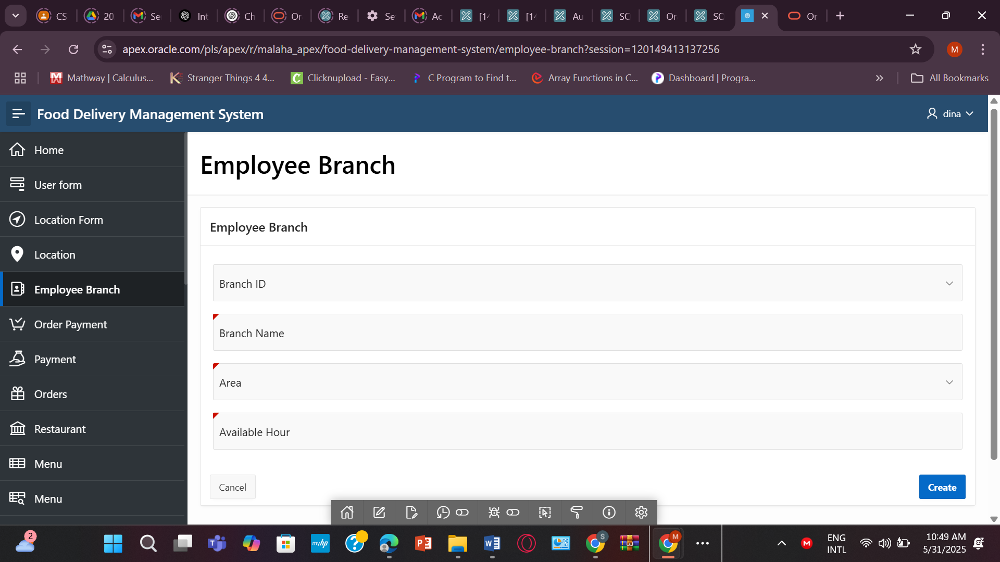 CS
20
Se
Int
Ch
Or
Re
Se
Ac
[14
[14
Au
SC
Or
SC
Or
apex.oracle.com/pls/apex/r/malaha_apex/food-delivery-management-system/employee-branch?session=120149413137256
M
Mathway | Calculus...
Stranger Things 4 4...
Clicknupload - Easy...
C Program to Find t...
Array Functions in C...
Dashboard | Progra...
All Bookmarks
Food Delivery Management System
dina
Home
User form
Location Form
Location
Employee Branch
Order Payment
Payment
Orders
Restaurant
Menu
Menu
Employee Branch
Employee Branch
Branch ID
Branch Name
Area
Available Hour
Cancel
Create
2
myhp
S
M
M
ENG
INTL
10:49 AM
5/31/2025